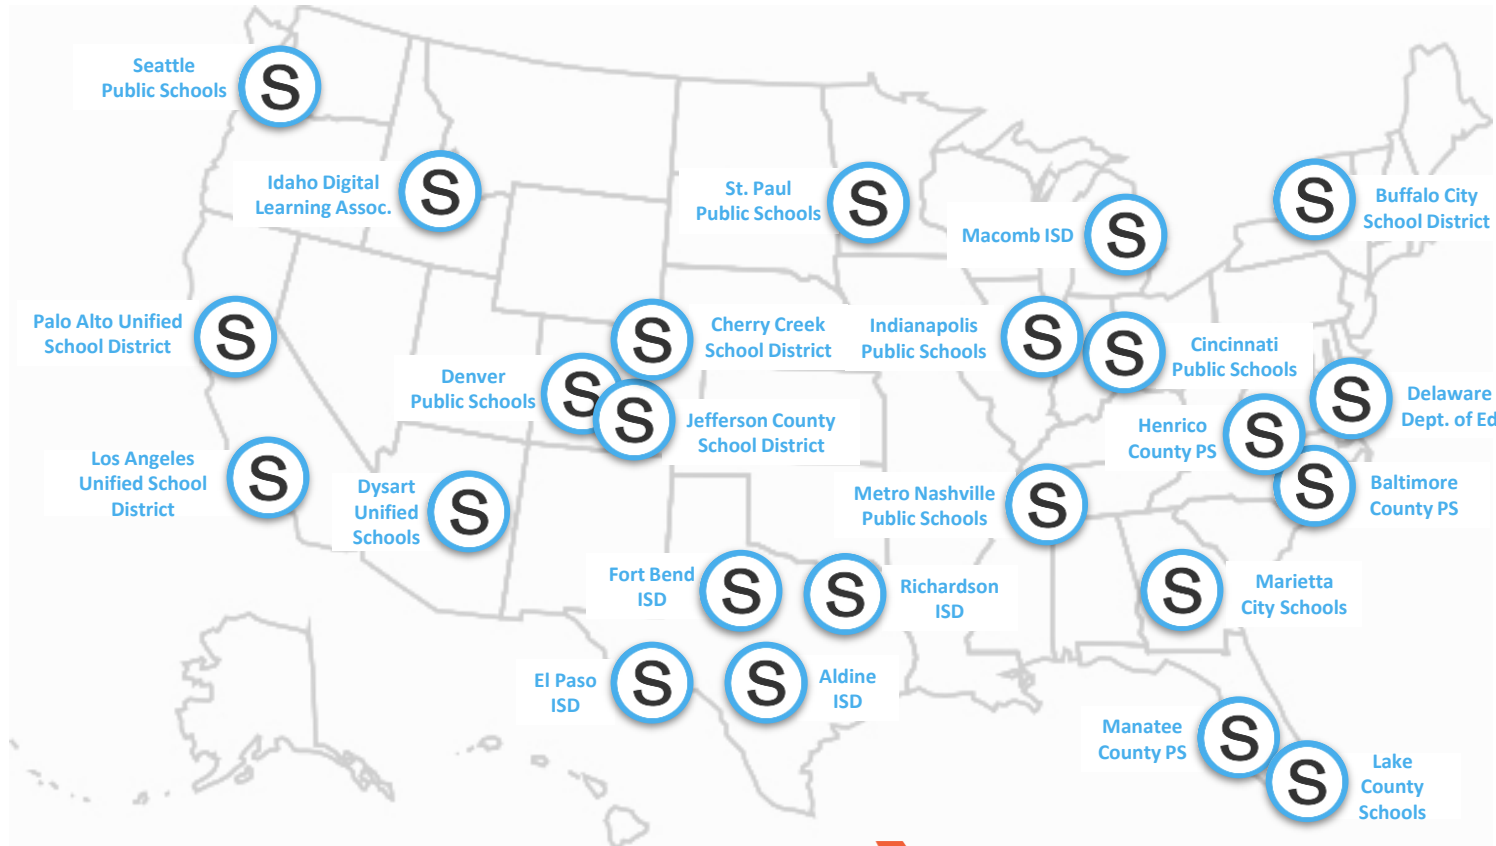 Seattle
Public Schools
S
Idaho Digital
Learning Assoc.
S
St. Paul
Public Schools
S
Macomb ISD
S
Buffalo City
School District
S
Palo Alto Unified
School District
S
Cherry Creek
School District
S
Indianapolis
Public Schools
S
Cincinnati
Public Schools
S
Denver
Public Schools
S
Jefferson County
School District
S
Delaware
Dept. of Ed
S
Henrico
County PS
S
Los Angeles
Unified School
District
S
Dysart
Unified
Schools
S
Metro Nashville
Public Schools
S
Baltimore
County PS
S
Fort Bend
ISD
S
Richardson
ISD
S
Marietta
City Schools
S
El Paso
ISD
S
Aldine
ISD
S
Manatee
County PS
S
Lake
County
Schools
S